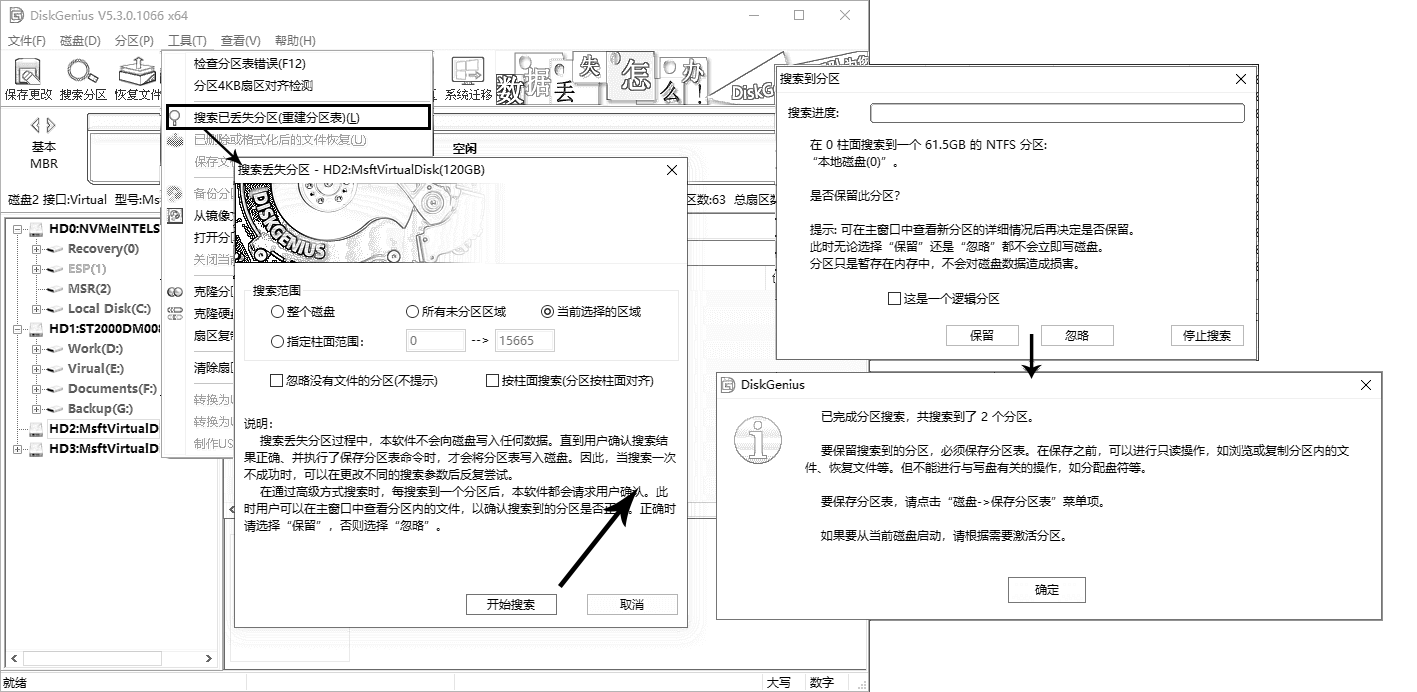 DiskGenius V5.3.0.1066 x64
文件(F) 磁盘(D) 分区(P) 工具(T) 查看(V) 帮助(H)
保存更改 搜索分区 恢复文件
系统迁移
数据丢失怎么办!
DiskG
基本
MBR
空闲
磁盘2 接口:Virtual 型号:Ms
区数:63 总扇区数
HD0:NVMeINTELS
Recovery(0)
ESP(1)
MSR(2)
Local Disk(C:)
HD1:ST2000DM008
Work(D:)
Virual(E:)
Documents(F:)
Backup(G:)
HD2:MsftVirtualD
HD3:MsftVirtualD
检查分区表错误(F12)
分区4KB扇区对齐检测
搜索已丢失分区(重建分区表)(L)
已删除或格式化后的文件恢复(U)
保存文
备份分区
从镜像文
打开分区
关闭当前
克隆分区
克隆硬盘
扇区复制
清除扇区
转换为U
转换为U
制作US
搜索丢失分区 - HD2:MsftVirtualDisk(120GB)
DISKGENIUS
搜索范围
整个磁盘 所有未分区区域 当前选择的区域
指定柱面范围: 0 --> 15665
忽略没有文件的分区(不提示) 按柱面搜索(分区按柱面对齐)
说明:
搜索丢失分区过程中，本软件不会向磁盘写入任何数据。直到用户确认搜索结
果正确、并执行了保存分区表命令时，才会将分区表写入磁盘。因此，当搜索一次
不成功时，可以在更改不同的搜索参数后反复尝试。
在通过高级方式搜索时，每搜索到一个分区后，本软件都会请求用户确认。此
时用户可以在主窗口中查看分区内的文件，以确认搜索到的分区是否正 。正确时
请选择“保留”，否则选择“忽略”。
开始搜索 取消
搜索到分区
搜索进度:
在 0 柱面搜索到一个 61.5GB 的 NTFS 分区:
“本地磁盘(0)”。
是否保留此分区?
提示: 可在主窗口中查看新分区的详细情况后再决定是否保留。
此时无论选择“保留”还是“忽略”都不会立即写磁盘。
分区只是暂存在内存中，不会对磁盘数据造成损害。
这是一个逻辑分区
保留 忽略 停止搜索
DiskGenius
已完成分区搜索，共搜索到了 2 个分区。
要保留搜索到的分区，必须保存分区表。在保存之前，可以进行只读操作，如浏览或复制分区内的文
件、恢复文件等。但不能进行与写盘有关的操作，如分配盘符等。
要保存分区表，请点击“磁盘->保存分区表”菜单项。
如果要从当前磁盘启动，请根据需要激活分区。
确定
就绪 大写 数字